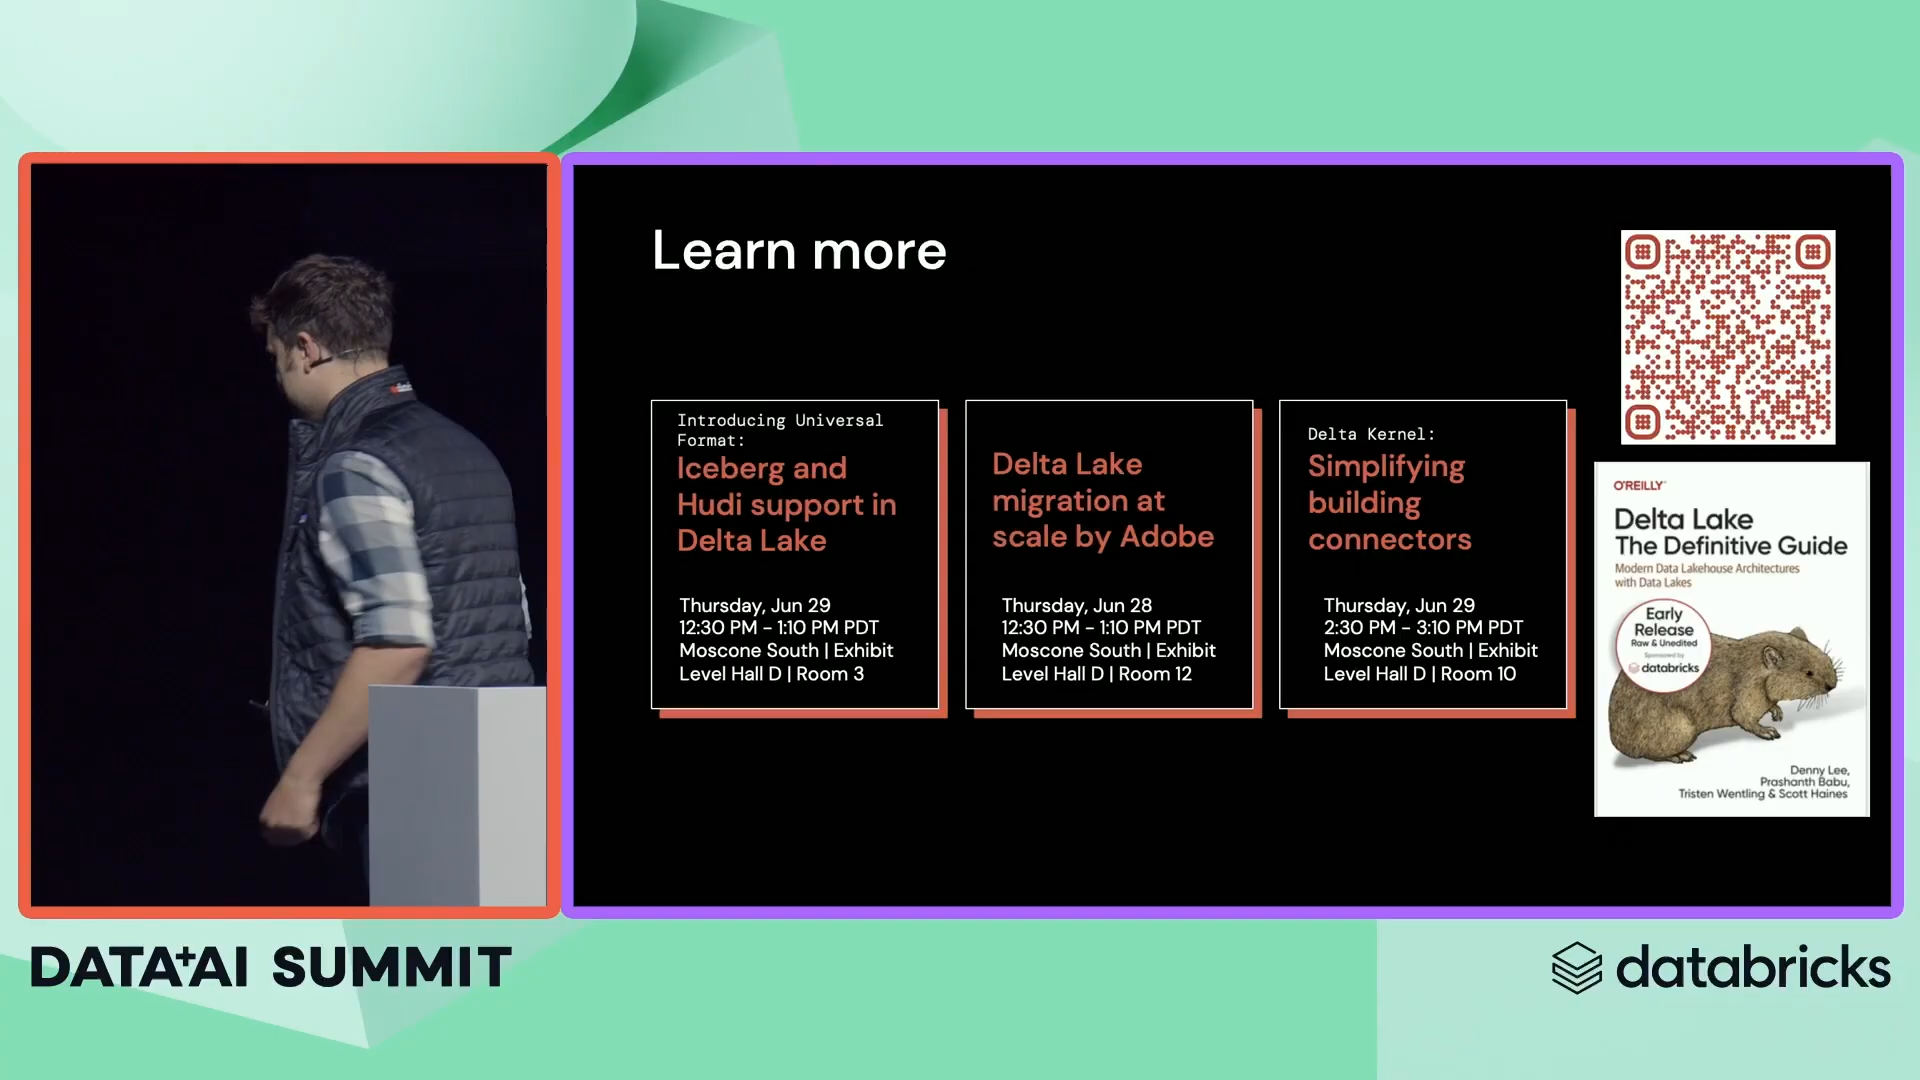 Learn more
Introducing Universal
Format:
Iceberg and
Hudi support in
Delta Lake
Thursday, Jun 29
12:30 PM – 1:10 PM PDT
Moscone South | Exhibit
Level Hall D | Room 3
Delta Lake
migration at
scale by Adobe
Thursday, Jun 28
12:30 PM – 1:10 PM PDT
Moscone South | Exhibit
Level Hall D | Room 12
Delta Kernel:
Simplifying
building
connectors
Thursday, Jun 29
2:30 PM – 3:10 PM PDT
Moscone South | Exhibit
Level Hall D | Room 10
O'REILLY
Delta Lake
The Definitive Guide
Modern Data Lakehouse Architectures
with Data Lakes
Early
Release
Raw & Unedited
Sponsored by
databricks
Denny Lee,
Prashanth Babu,
Tristen Wentling & Scott Haines
DATA+AI SUMMIT
databricks